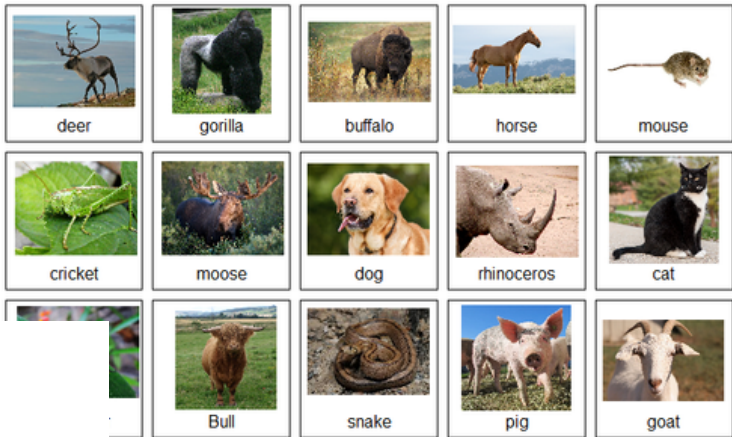 deer gorilla buffalo horse mouse
cricket moose dog rhinoceros cat
Bull snake pig goat